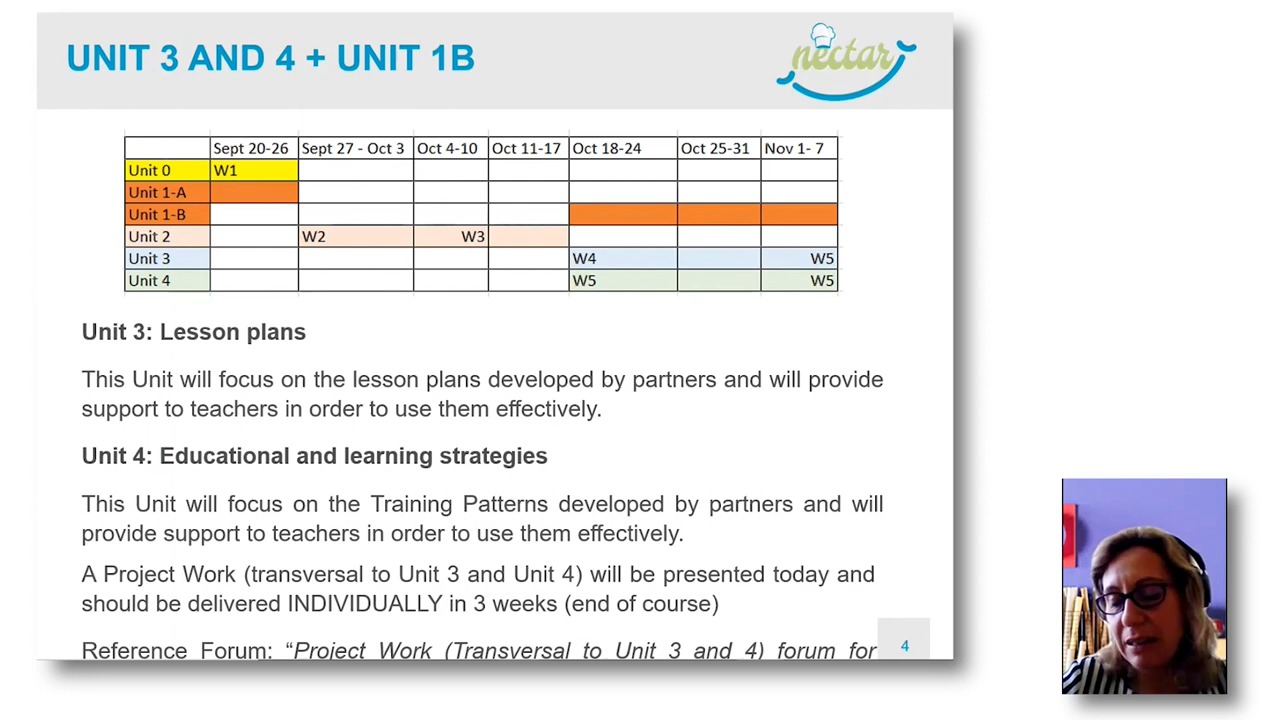 UNIT 3 AND 4 + UNIT 1B
nectar
Sept 20-26 Sept 27 - Oct 3 Oct 4-10 Oct 11-17 Oct 18-24 Oct 25-31 Nov 1- 7
Unit 0 W1
Unit 1-A
Unit 1-B
Unit 2 W2 W3
Unit 3 W4 W5
Unit 4 W5 W5
Unit 3: Lesson plans
This Unit will focus on the lesson plans developed by partners and will provide
support to teachers in order to use them effectively.
Unit 4: Educational and learning strategies
This Unit will focus on the Training Patterns developed by partners and will
provide support to teachers in order to use them effectively.
A Project Work (transversal to Unit 3 and Unit 4) will be presented today and
should be delivered INDIVIDUALLY in 3 weeks (end of course)
Reference Forum: “Project Work (Transversal to Unit 3 and 4) forum for
4